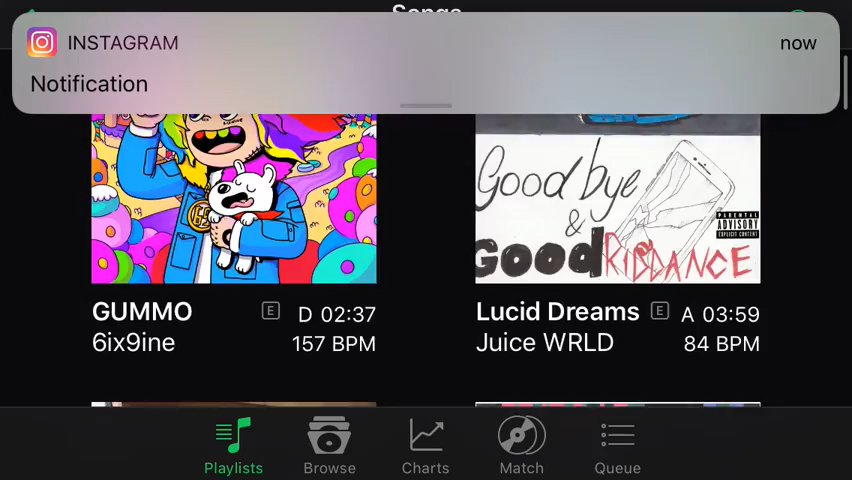 Songs
INSTAGRAM
now
Notification
Good bye
&
Good RIDDANCE
PARENTAL
ADVISORY
EXPLICIT CONTENT
GUMMO E D 02:37
6ix9ine 157 BPM
Lucid Dreams E A 03:59
Juice WRLD 84 BPM
Playlists Browse Charts Match Queue